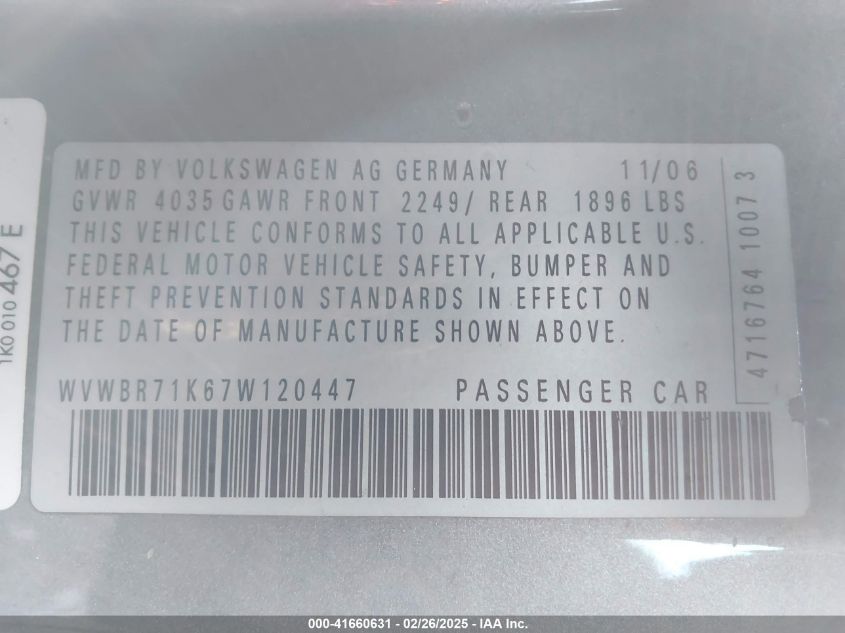 MFD BY VOLKSWAGEN AG GERMANY 11/06
GVWR 4035 GAWR FRONT 2249/ REAR 1896 LBS
THIS VEHICLE CONFORMS TO ALL APPLICABLE U.S.
FEDERAL MOTOR VEHICLE SAFETY, BUMPER AND
THEFT PREVENTION STANDARDS IN EFFECT ON
THE DATE OF MANUFACTURE SHOWN ABOVE.
WVWBR71K67W120447 PASSENGER CAR
4716764 1007 3
1K0 010 467 E
000-41660631 - 02/26/2025 - IAA Inc.